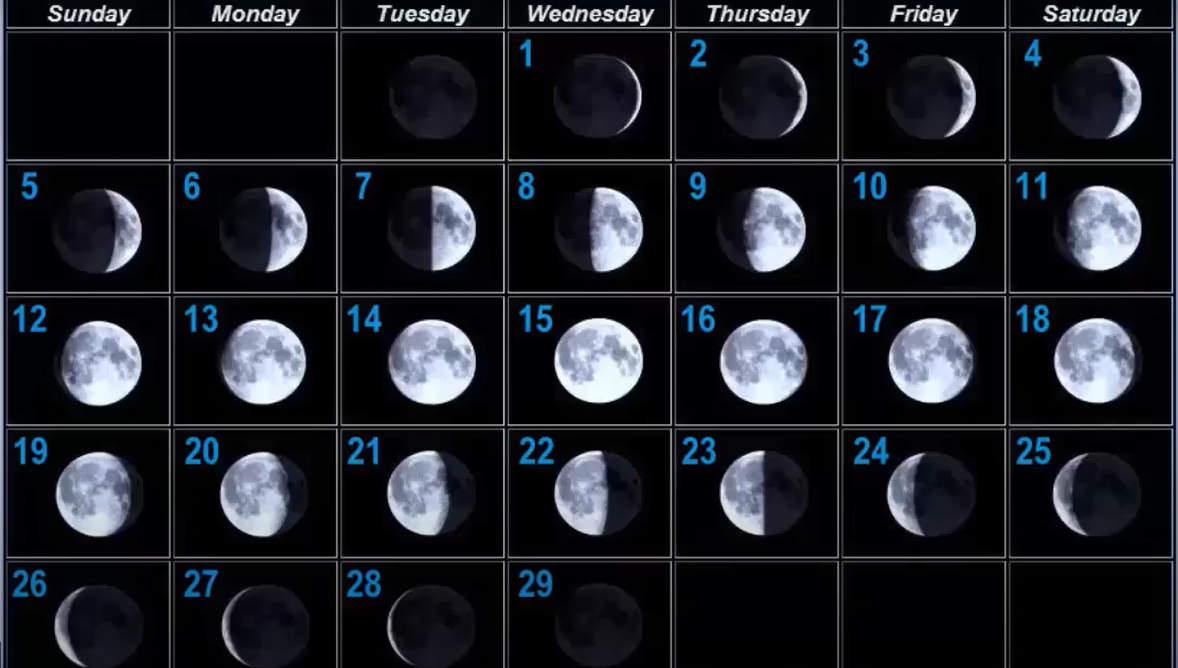 Sunday Monday Tuesday Wednesday Thursday Friday Saturday
1 2 3 4
5 6 7 8 9 10 11
12 13 14 15 16 17 18
19 20 21 22 23 24 25
26 27 28 29